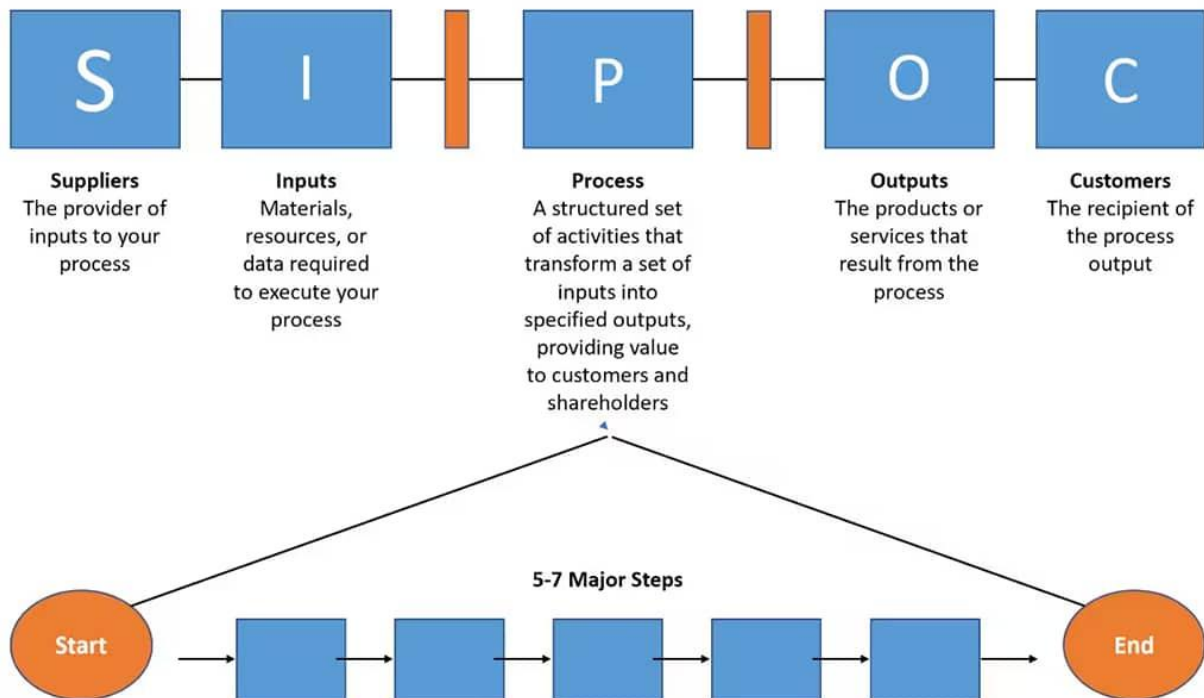 S I P O C
Suppliers
The provider of
inputs to your
process
Inputs
Materials,
resources, or
data required
to execute your
process
Process
A structured set
of activities that
transform a set of
inputs into
specified outputs,
providing value
to customers and
shareholders
Outputs
The products or
services that
result from the
process
Customers
The recipient of
the process
output
5-7 Major Steps
Start
End